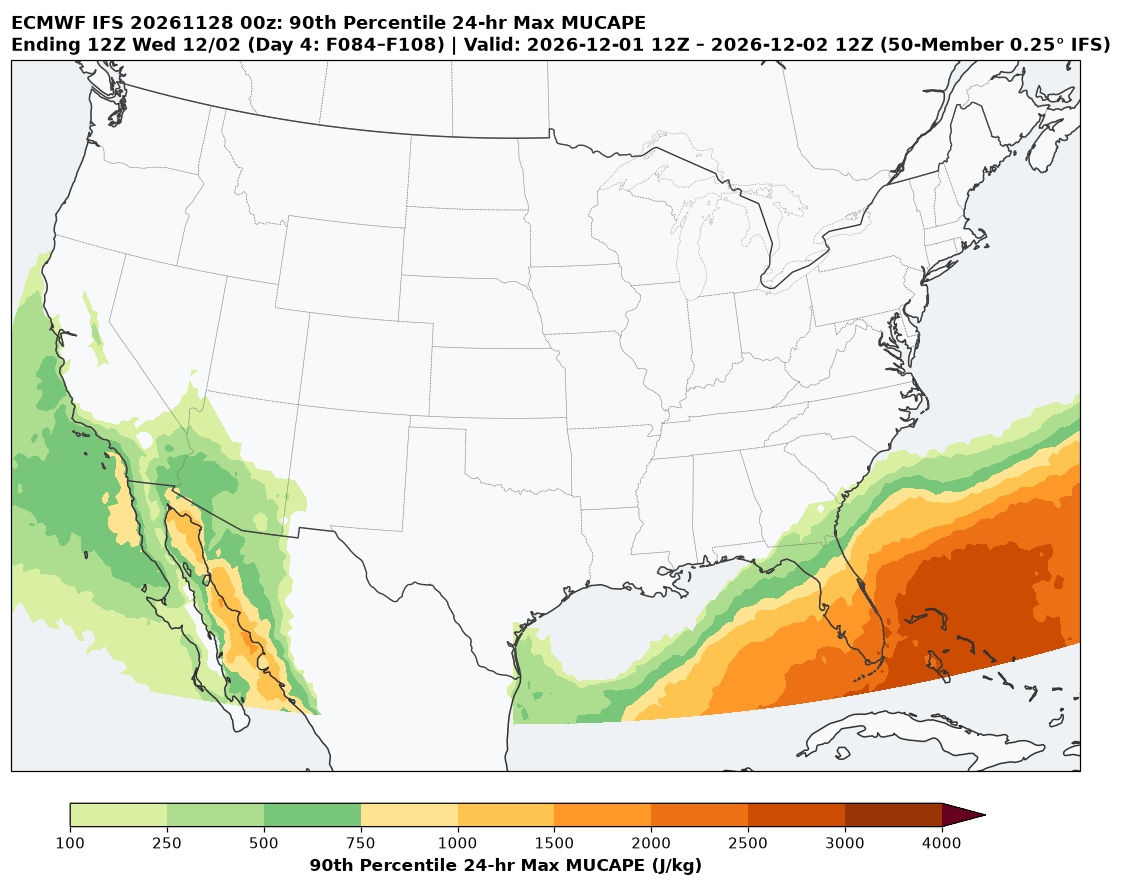 ECMWF IFS 20261128 00z: 90th Percentile 24-hr Max MUCAPE
Ending 12Z Wed 12/02 (Day 4: F084–F108) | Valid: 2026-12-01 12Z – 2026-12-02 12Z (50-Member 0.25° IFS)
100 250 500 750 1000 1500 2000 2500 3000 4000
90th Percentile 24-hr Max MUCAPE (J/kg)